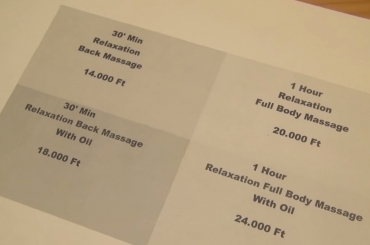 30' Min
Relaxation
Back Massage
14.000 Ft
1 Hour
Relaxation
Full Body Massage
20.000 Ft
30' Min
Relaxation Back Massage
With Oil
18.000 Ft
1 Hour
Relaxation Full Body Massage
With Oil
24.000 Ft